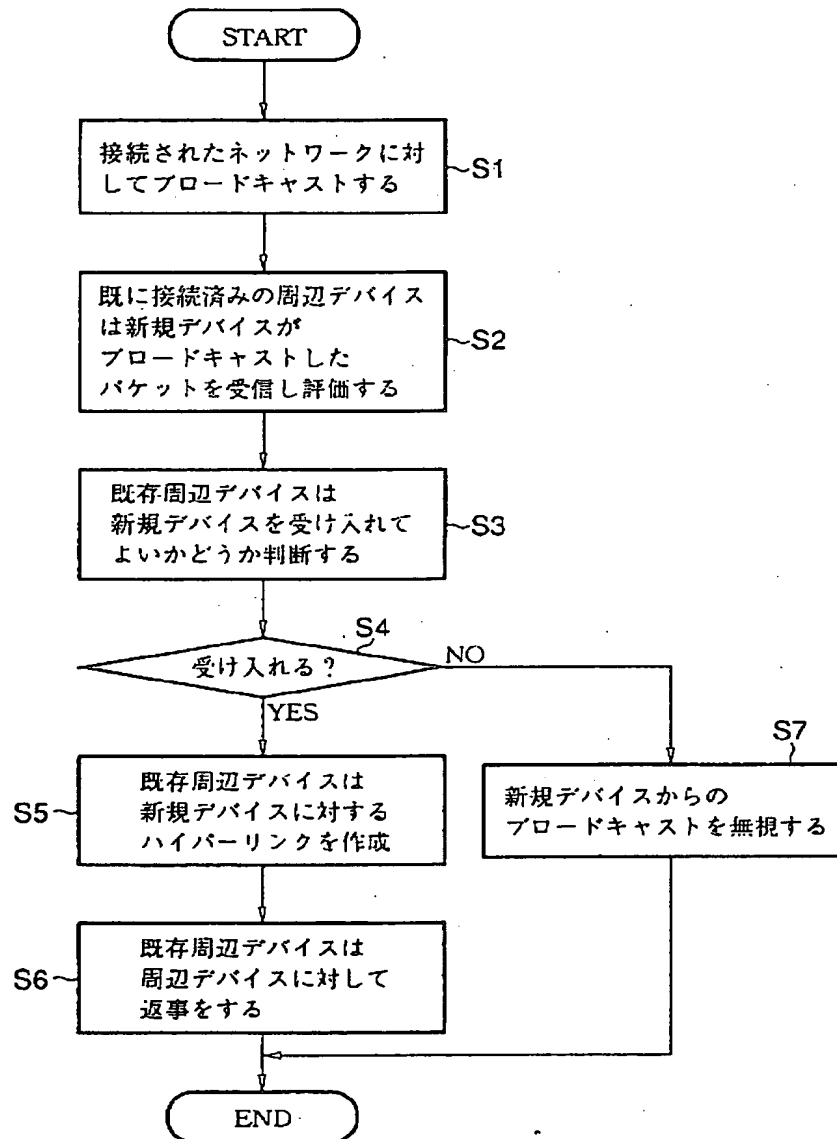 START
接続されたネットワークに対
してブロードキャストする
S1
既に接続済みの周辺デバイス
は新規デバイスが
ブロードキャストした
パケットを受信し評価する
S2
既存周辺デバイスは
新規デバイスを受け入れて
よいかどうか判断する
S3
S4
受け入れる?
NO
YES
S5
既存周辺デバイスは
新規デバイスに対する
ハイパーリンクを作成
S7
新規デバイスからの
ブロードキャストを無視する
S6
既存周辺デバイスは
周辺デバイスに対して
返事をする
END